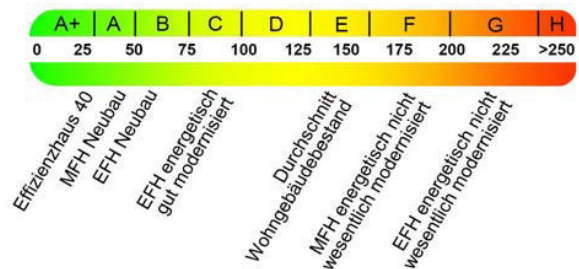 A+ A B C D E F G H
0 25 50 75 100 125 150 175 200 225 >250
Effizienzhaus 40
MFH Neubau
EFH Neubau
EFH energetisch
gut modernisiert
Durchschnitt
Wohngebäudebestand
MFH energetisch nicht
wesentlich modernisiert
EFH energetisch nicht
wesentlich modernisiert